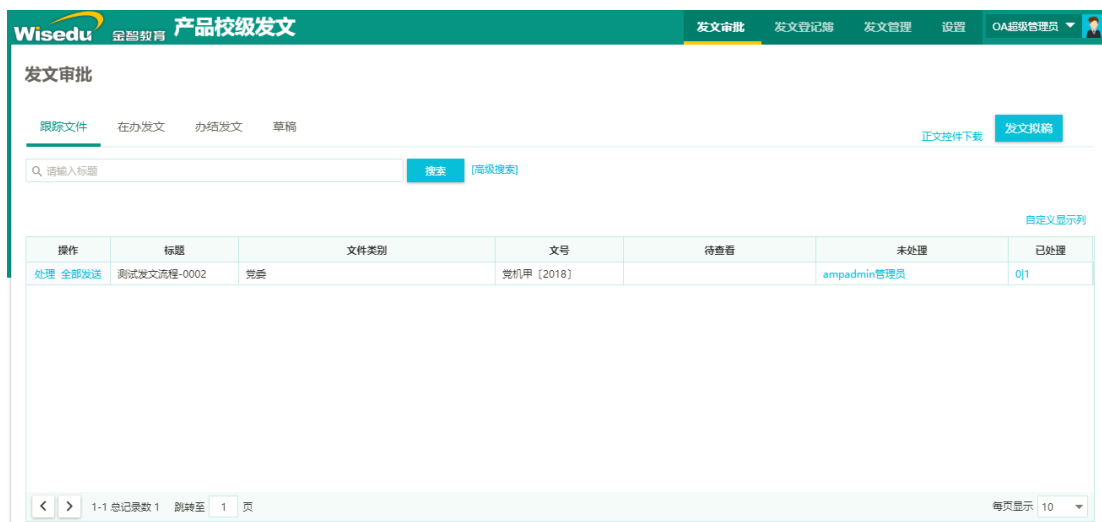 Wisedu 金智教育 产品校级发文 发文审批 发文登记簿 发文管理 设置 OA超级管理员
发文审批
跟踪文件 在办发文 办结发文 草稿 正文控件下载 发文拟稿
请输入标题 搜索 [高级搜索]
自定义显示列
操作 标题 文件类别 文号 待查看 未处理 已处理
处理 全部发送 测试发文流程-0002 党委 党机甲〔2018〕 ampadmin管理员 0|1
1-1 总记录数 1 跳转至 1 页 每页显示 10